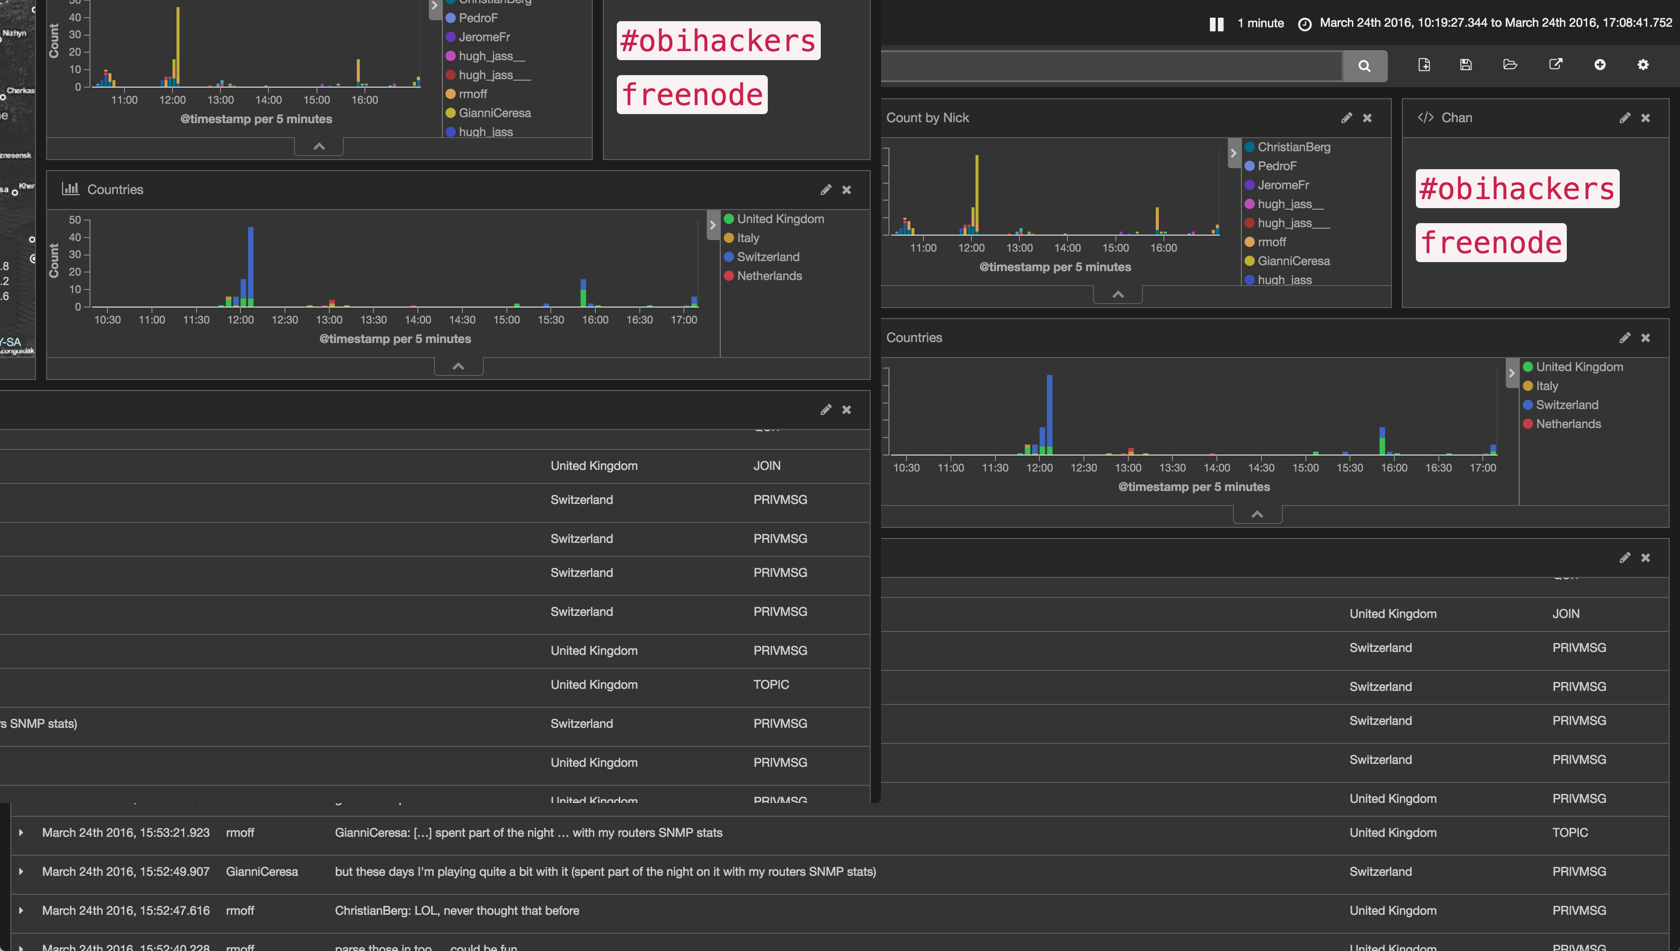 1 minute March 24th 2016, 10:19:27.344 to March 24th 2016, 17:08:41.752
Nizhyn
Cherkas
Kher
.8
.2
.6
Y-SA
Count
40
30
20
10
0
11:00 12:00 13:00 14:00 15:00 16:00
@timestamp per 5 minutes
ChristianBerg
PedroF
JeromeFr
hugh_jass__
hugh_jass___
rmoff
GianniCeresa
hugh_jass
#obihackers
freenode
Countries
Count
50
40
30
20
10
0
10:30 11:00 11:30 12:00 12:30 13:00 13:30 14:00 14:30 15:00 15:30 16:00 16:30 17:00
@timestamp per 5 minutes
United Kingdom
Italy
Switzerland
Netherlands
United Kingdom JOIN
Switzerland PRIVMSG
Switzerland PRIVMSG
Switzerland PRIVMSG
Switzerland PRIVMSG
United Kingdom PRIVMSG
United Kingdom TOPIC
s SNMP stats) Switzerland PRIVMSG
United Kingdom PRIVMSG
United Kingdom PRIVMSG
Count by Nick
11:00 12:00 13:00 14:00 15:00 16:00
@timestamp per 5 minutes
ChristianBerg
PedroF
JeromeFr
hugh_jass__
hugh_jass___
rmoff
GianniCeresa
hugh_jass
</> Chan
#obihackers
freenode
Countries
10:30 11:00 11:30 12:00 12:30 13:00 13:30 14:00 14:30 15:00 15:30 16:00 16:30 17:00
@timestamp per 5 minutes
United Kingdom
Italy
Switzerland
Netherlands
United Kingdom JOIN
Switzerland PRIVMSG
Switzerland PRIVMSG
Switzerland PRIVMSG
Switzerland PRIVMSG
United Kingdom PRIVMSG
March 24th 2016, 15:53:21.923 rmoff GianniCeresa: [...] spent part of the night ... with my routers SNMP stats United Kingdom TOPIC
March 24th 2016, 15:52:49.907 GianniCeresa but these days I'm playing quite a bit with it (spent part of the night on it with my routers SNMP stats) Switzerland PRIVMSG
March 24th 2016, 15:52:47.616 rmoff ChristianBerg: LOL, never thought that before United Kingdom PRIVMSG
March 24th 2016, 15:52:40.228 rmoff parse those in too.... could be fun United Kingdom PRIVMSG